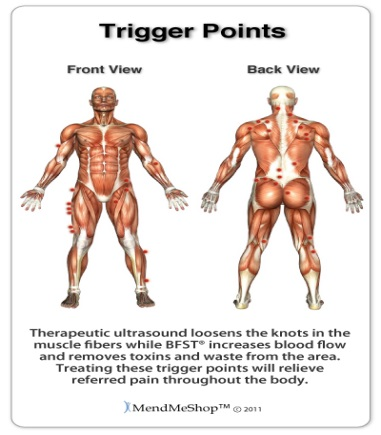 Trigger Points
Front View
Back View
Therapeutic ultrasound loosens the knots in the
muscle fibers while BFST® increases blood flow
and removes toxins and waste from the area.
Treating these trigger points will relieve
referred pain throughout the body.
MendMeShop™ © 2011